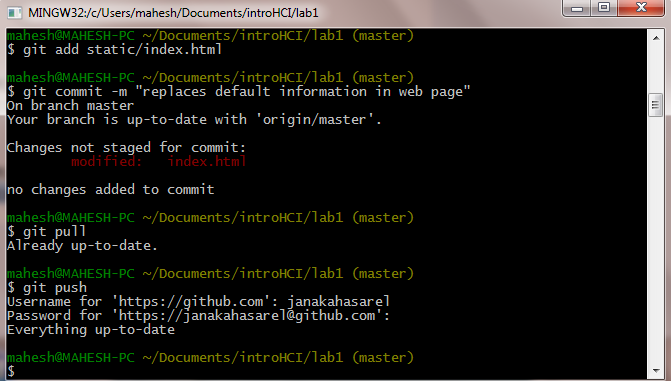 MINGW32:/c/Users/mahesh/Documents/introHCI/lab1
mahesh@MAHESH-PC ~/Documents/introHCI/lab1 (master)
$ git add static/index.html
mahesh@MAHESH-PC ~/Documents/introHCI/lab1 (master)
$ git commit -m "replaces default information in web page"
On branch master
Your branch is up-to-date with 'origin/master'.
Changes not staged for commit:
modified: index.html
no changes added to commit
mahesh@MAHESH-PC ~/Documents/introHCI/lab1 (master)
$ git pull
Already up-to-date.
mahesh@MAHESH-PC ~/Documents/introHCI/lab1 (master)
$ git push
Username for 'https://github.com': janakahasarel
Password for 'https://janakahasarel@github.com':
Everything up-to-date
mahesh@MAHESH-PC ~/Documents/introHCI/lab1 (master)
$